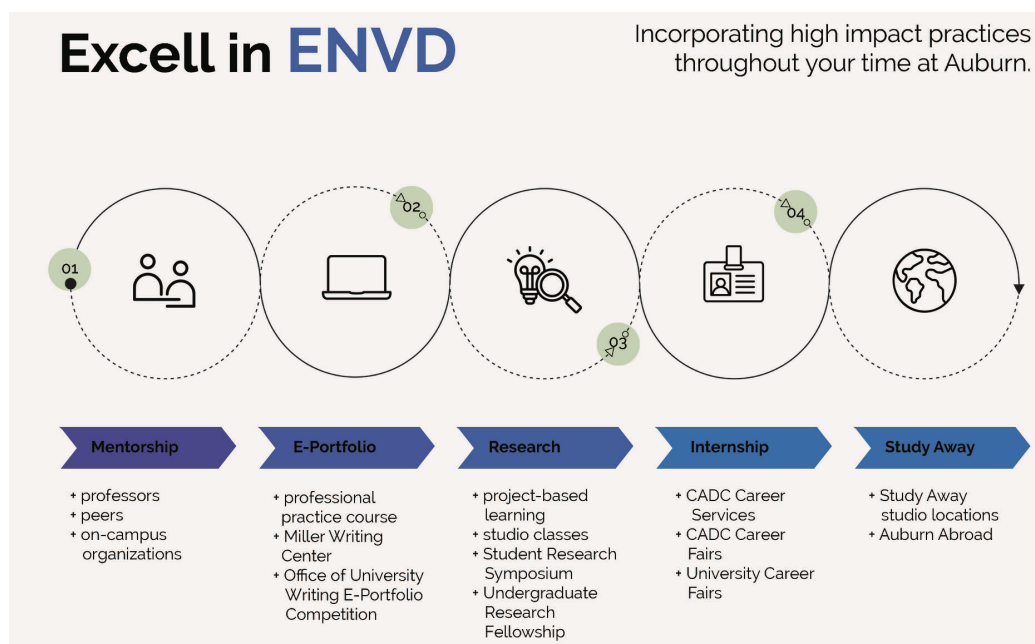 Excell in ENVD
Incorporating high impact practices
throughout your time at Auburn.
01
02
03
04
Mentorship
+ professors
+ peers
+ on-campus
organizations
E-Portfolio
+ professional
practice course
+ Miller Writing
Center
+ Office of University
Writing E-Portfolio
Competition
Research
+ project-based
learning
+ studio classes
+ Student Research
Symposium
+ Undergraduate
Research
Fellowship
Internship
+ CADC Career
Services
+ CADC Career
Fairs
+ University Career
Fairs
Study Away
+ Study Away
studio locations
+ Auburn Abroad